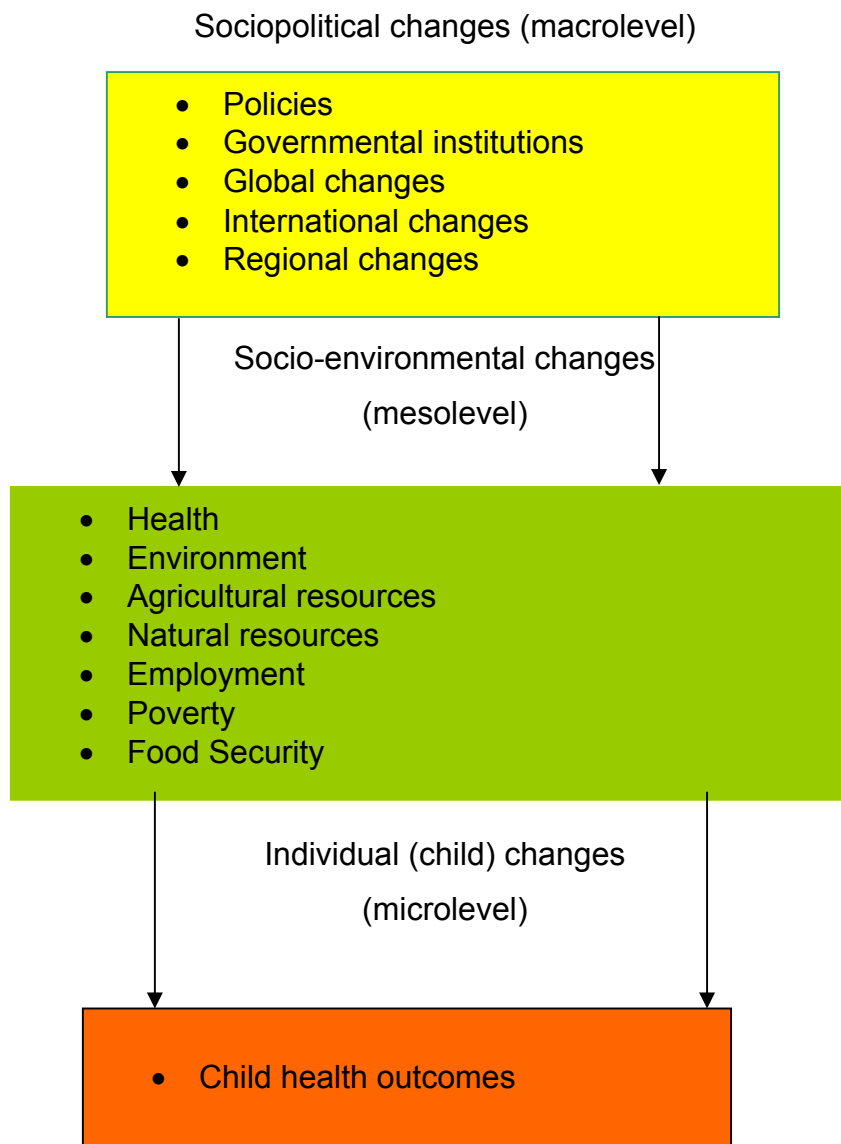 Sociopolitical changes (macrolevel)
• Policies
• Governmental institutions
• Global changes
• International changes
• Regional changes
Socio-environmental changes
(mesolevel)
• Health
• Environment
• Agricultural resources
• Natural resources
• Employment
• Poverty
• Food Security
Individual (child) changes
(microlevel)
• Child health outcomes